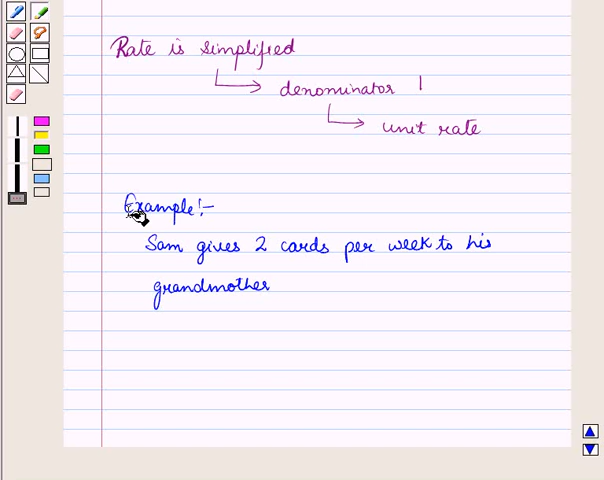 Rate is simplified
denominator 1
unit rate
Example:-
Sam gives 2 cards per week to his
grandmother